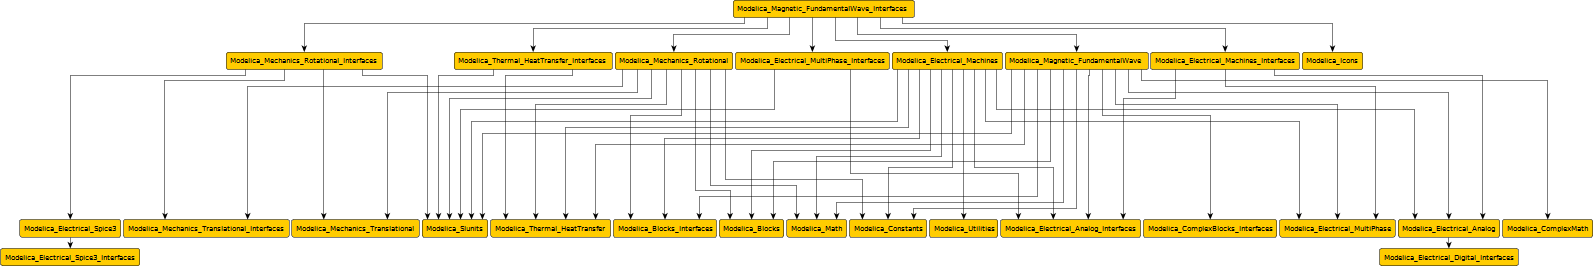 Modelica_Magnetic_FundamentalWave_Interfaces
Modelica_Mechanics_Rotational_Interfaces
Modelica_Thermal_HeatTransfer_Interfaces
Modelica_Mechanics_Rotational
Modelica_Electrical_MultiPhase_Interfaces
Modelica_Electrical_Machines
Modelica_Magnetic_FundamentalWave
Modelica_Electrical_Machines_Interfaces
Modelica_Icons
Modelica_Electrical_Spice3
Modelica_Mechanics_Translational_Interfaces
Modelica_Mechanics_Translational
Modelica_SIunits
Modelica_Thermal_HeatTransfer
Modelica_Blocks_Interfaces
Modelica_Blocks
Modelica_Math
Modelica_Constants
Modelica_Utilities
Modelica_Electrical_Analog_Interfaces
Modelica_ComplexBlocks_Interfaces
Modelica_Electrical_MultiPhase
Modelica_Electrical_Analog
Modelica_ComplexMath
Modelica_Electrical_Spice3_Interfaces
Modelica_Electrical_Digital_Interfaces